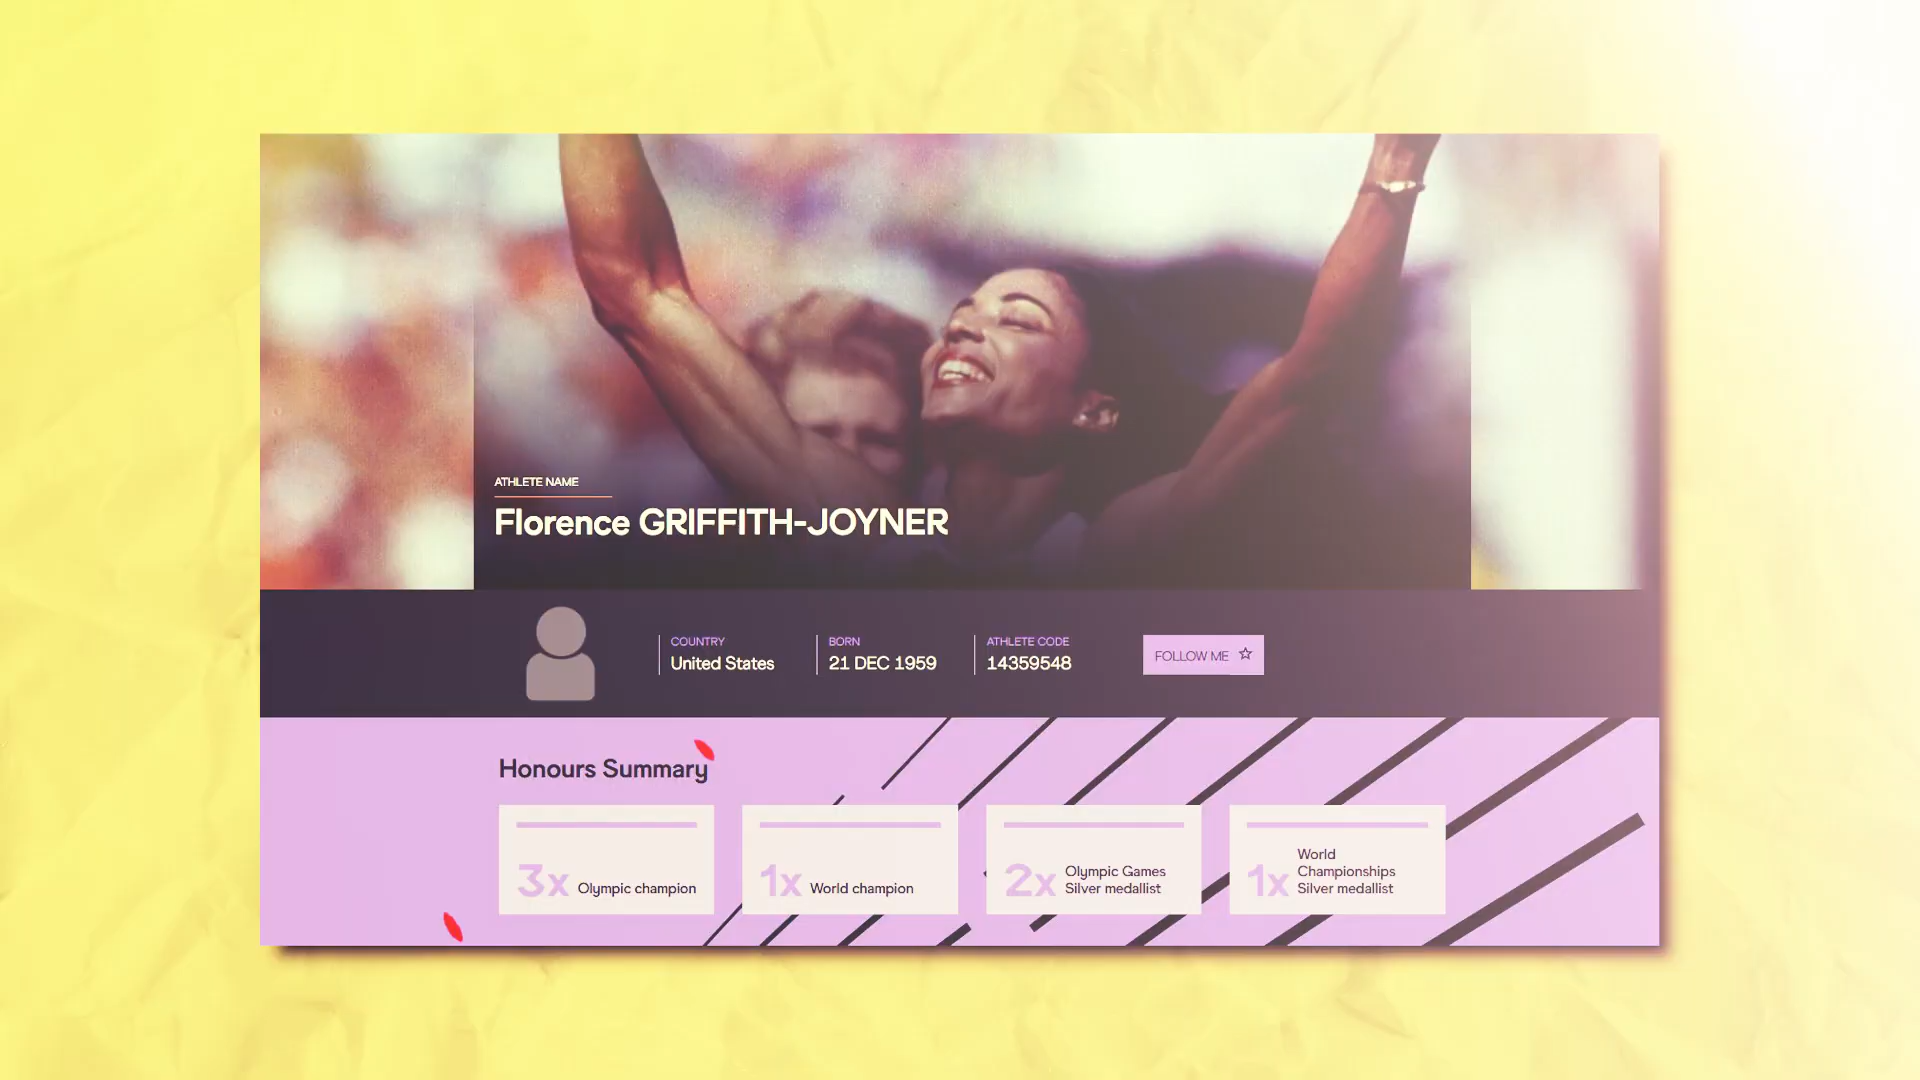 ATHLETE NAME
Florence GRIFFITH-JOYNER
COUNTRY
United States
BORN
21 DEC 1959
ATHLETE CODE
14359548
FOLLOW ME
Honours Summary
3x Olympic champion
1x World champion
2x Olympic Games
Silver medallist
1x World
Championships
Silver medallist